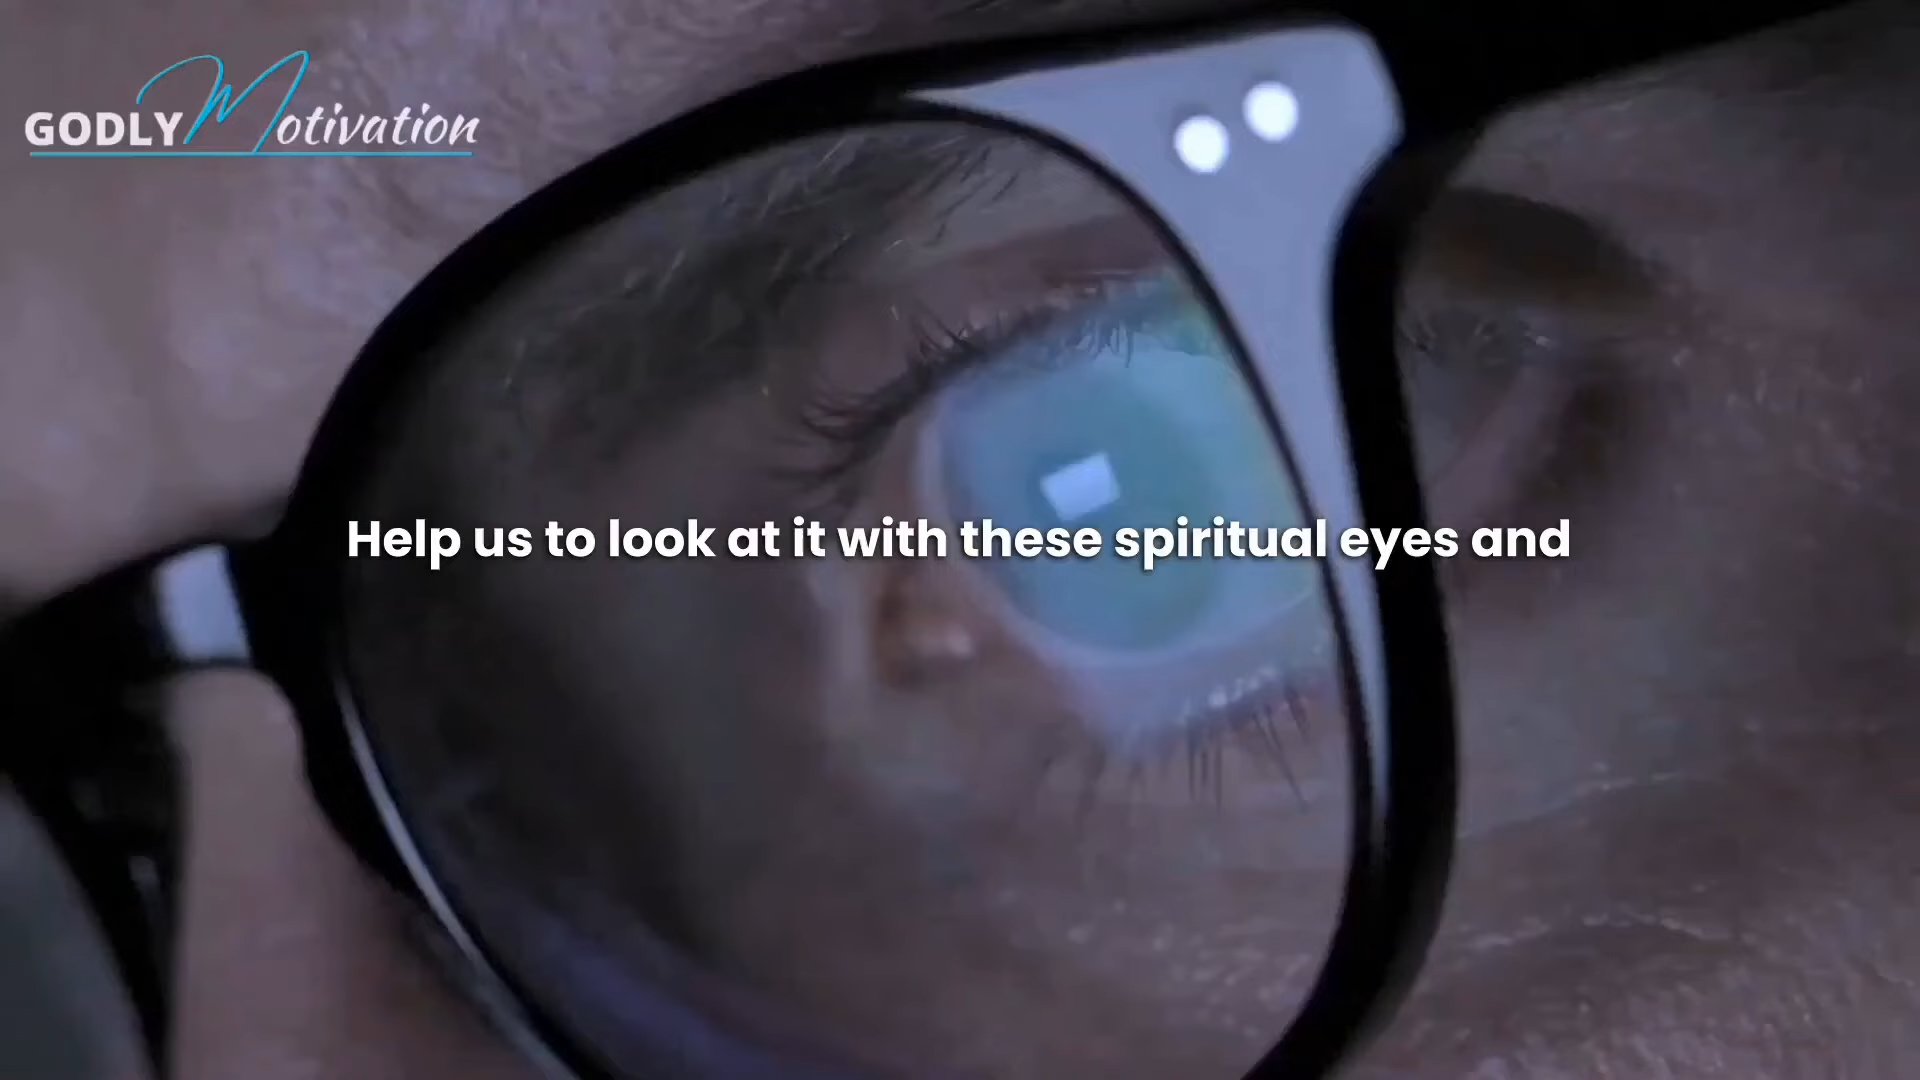 GODLY Motivation
Help us to look at it with these spiritual eyes and